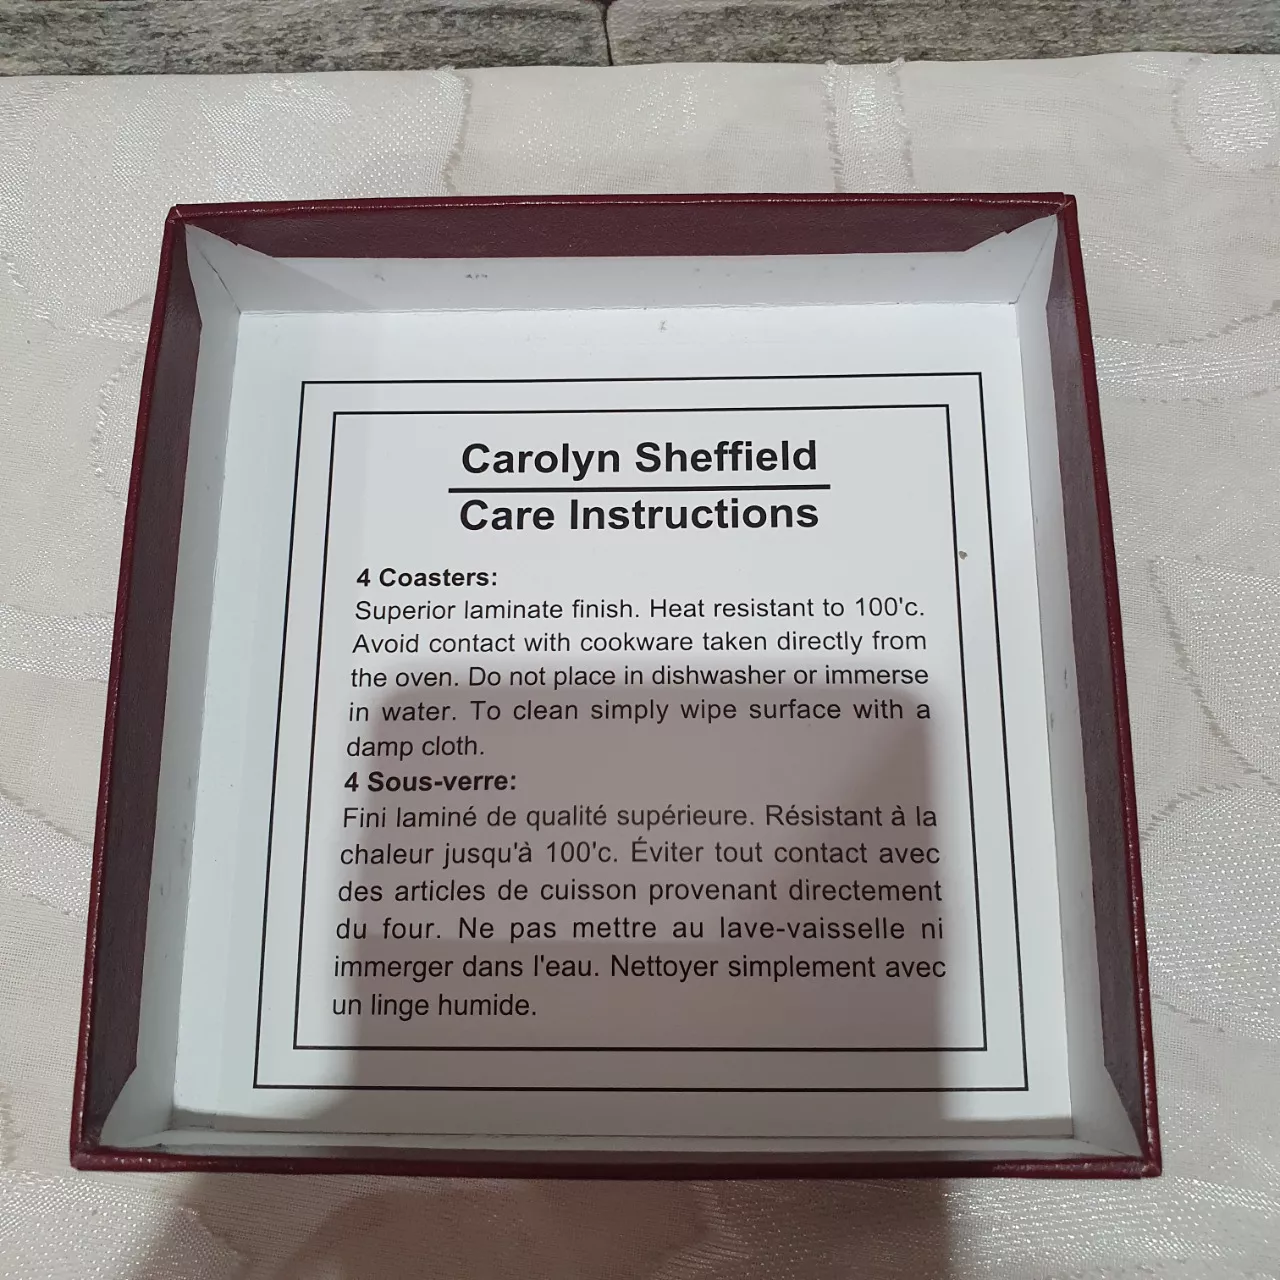 Carolyn Sheffield
Care Instructions
4 Coasters:
Superior laminate finish. Heat resistant to 100'c.
Avoid contact with cookware taken directly from
the oven. Do not place in dishwasher or immerse
in water. To clean simply wipe surface with a
damp cloth.
4 Sous-verre:
Fini laminé de qualité supérieure. Résistant à la
chaleur jusqu'à 100'c. Éviter tout contact avec
des articles de cuisson provenant directement
du four. Ne pas mettre au lave-vaisselle ni
immerger dans l'eau. Nettoyer simplement avec
un linge humide.